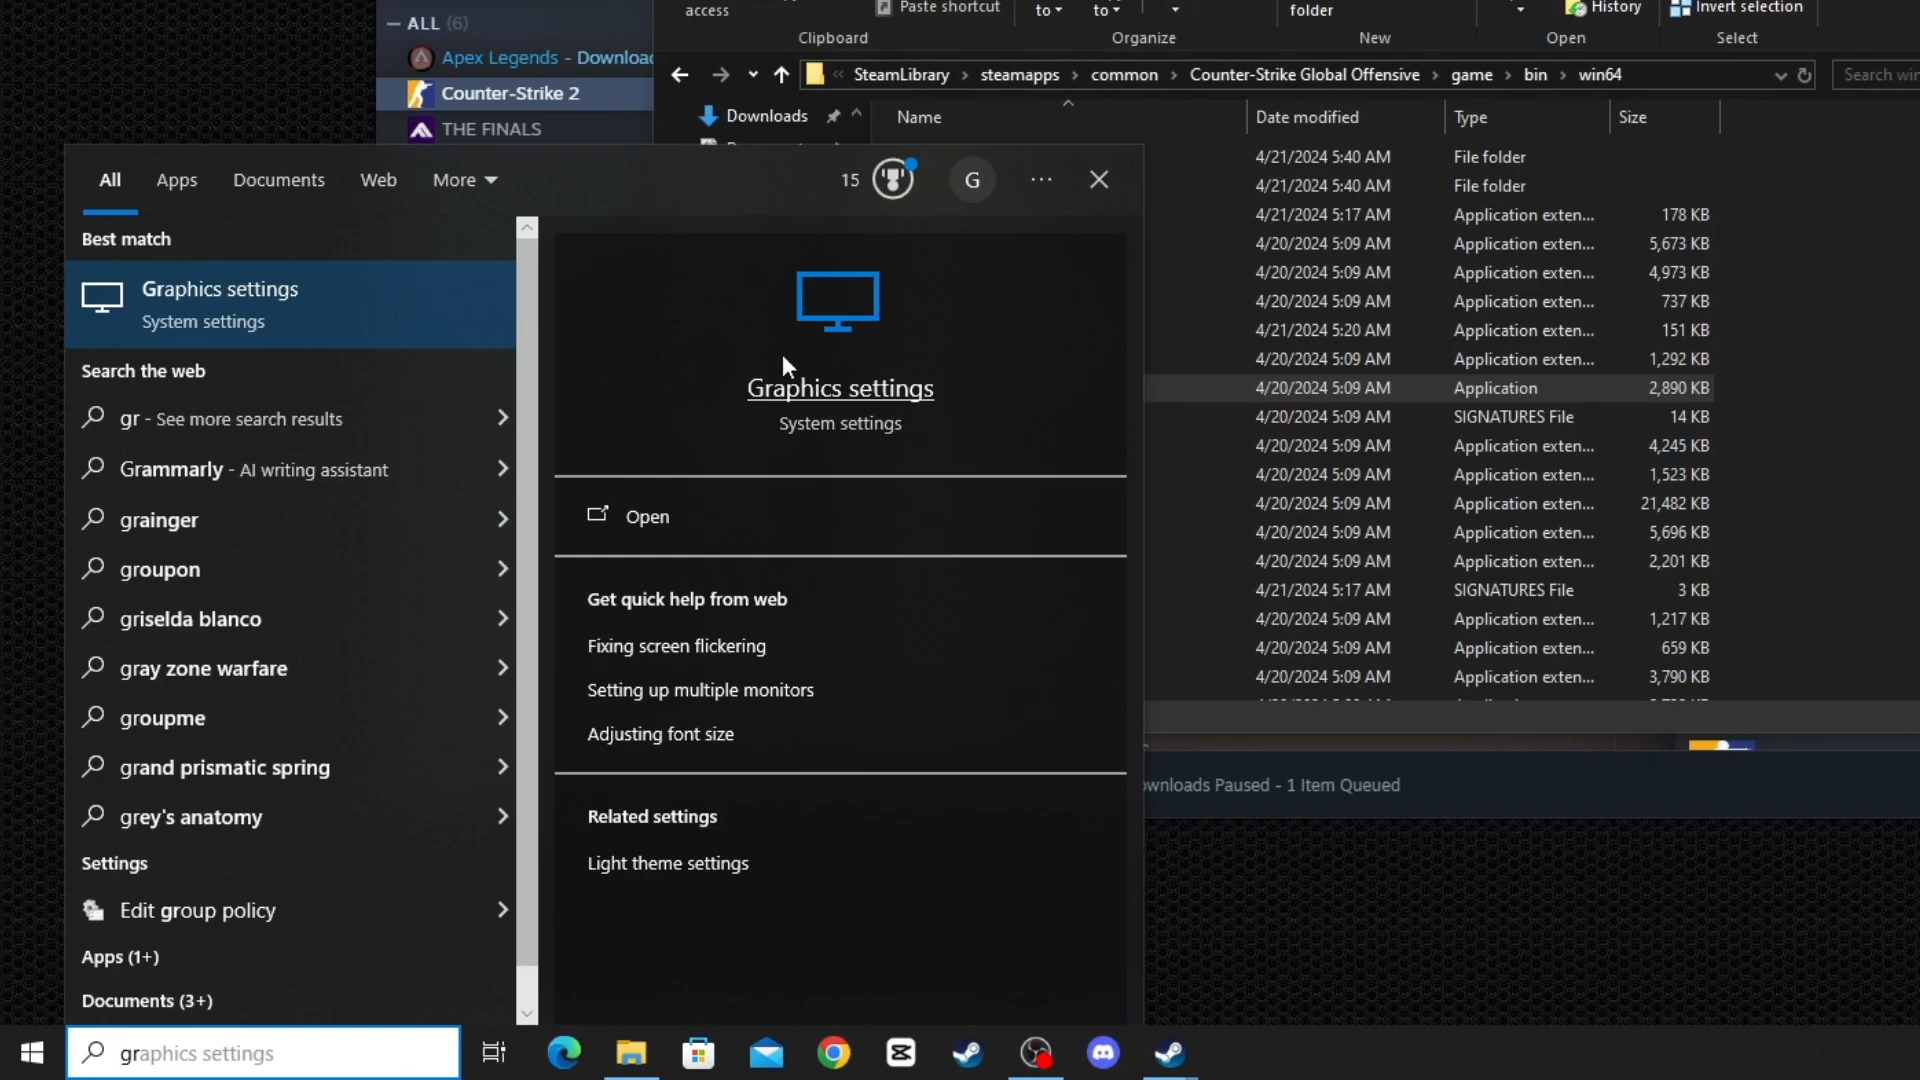 ALL (6)
Apex Legends - Downloa
Counter-Strike 2
THE FINALS
access
Paste shortcut
to
to
folder
History
Invert selection
Clipboard
Organize
New
Open
Select
SteamLibrary
steamapps
common
Counter-Strike Global Offensive
game
bin
win64
Search wi
Downloads
Name
Date modified
Type
Size
4/21/2024 5:40 AM File folder
4/21/2024 5:40 AM File folder
4/21/2024 5:17 AM Application exten... 178 KB
4/20/2024 5:09 AM Application exten... 5,673 KB
4/20/2024 5:09 AM Application exten... 4,973 KB
4/20/2024 5:09 AM Application exten... 737 KB
4/21/2024 5:20 AM Application exten... 151 KB
4/20/2024 5:09 AM Application exten... 1,292 KB
4/20/2024 5:09 AM Application 2,890 KB
4/20/2024 5:09 AM SIGNATURES File 14 KB
4/20/2024 5:09 AM Application exten... 4,245 KB
4/20/2024 5:09 AM Application exten... 1,523 KB
4/20/2024 5:09 AM Application exten... 21,482 KB
4/20/2024 5:09 AM Application exten... 5,696 KB
4/20/2024 5:09 AM Application exten... 2,201 KB
4/21/2024 5:17 AM SIGNATURES File 3 KB
4/20/2024 5:09 AM Application exten... 1,217 KB
4/20/2024 5:09 AM Application exten... 659 KB
4/20/2024 5:09 AM Application exten... 3,790 KB
wnloads Paused - 1 Item Queued
All
Apps
Documents
Web
More
15
G
Best match
Graphics settings
System settings
Search the web
gr - See more search results
Grammarly - AI writing assistant
grainger
groupon
griselda blanco
gray zone warfare
groupme
grand prismatic spring
grey's anatomy
Settings
Edit group policy
Apps (1+)
Documents (3+)
Graphics settings
System settings
Open
Get quick help from web
Fixing screen flickering
Setting up multiple monitors
Adjusting font size
Related settings
Light theme settings
graphics settings